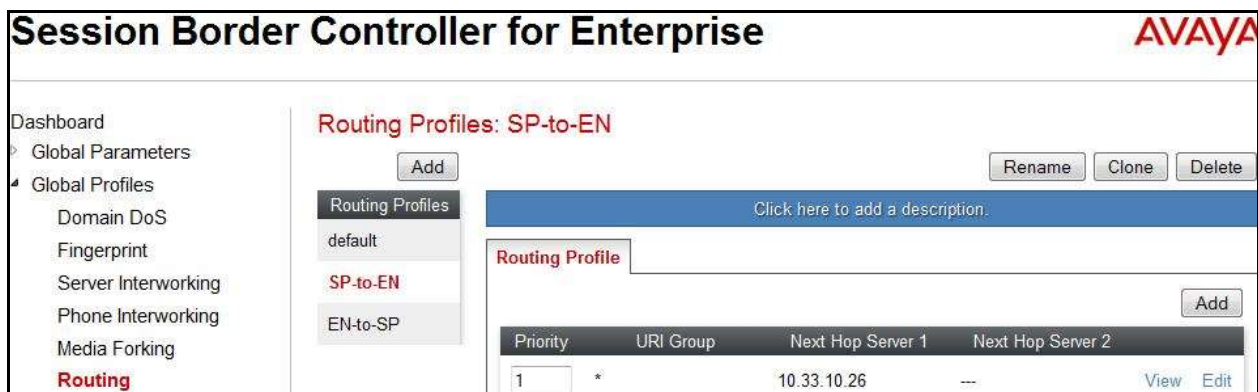 Session Border Controller for Enterprise
AVAYA
Dashboard
Global Parameters
Global Profiles
Domain DoS
Fingerprint
Server Interworking
Phone Interworking
Media Forking
Routing
Routing Profiles: SP-to-EN
Add
Rename Clone Delete
Routing Profiles
default
SP-to-EN
EN-to-SP
Click here to add a description.
Routing Profile
Add
Priority URI Group Next Hop Server 1 Next Hop Server 2
1 * 10.33.10.26 --- View Edit